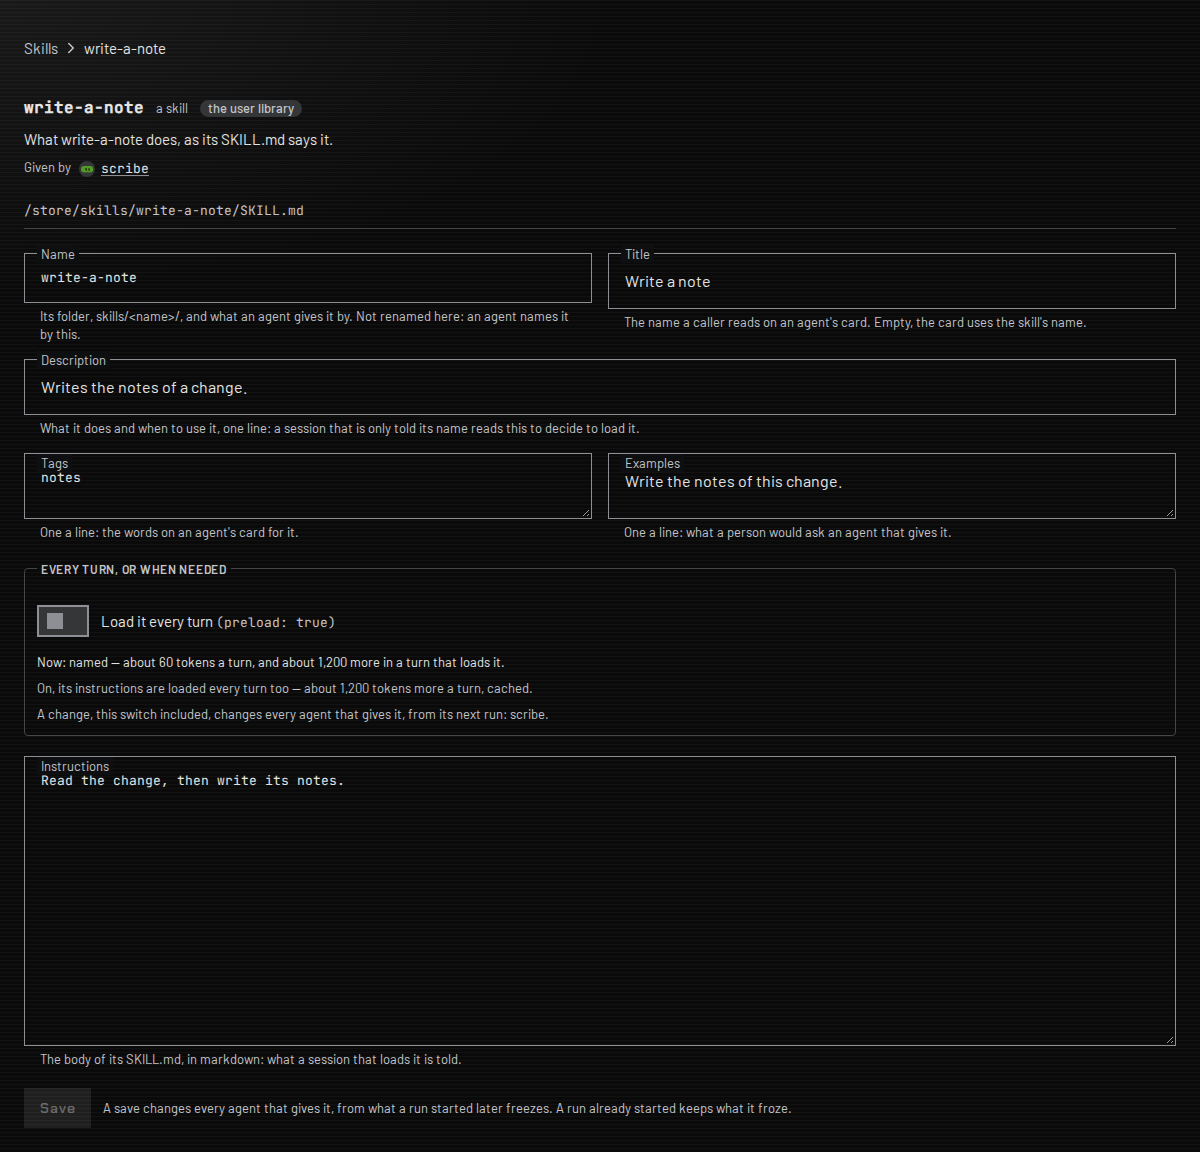 Skills > write-a-note
write-a-note a skill the user library
What write-a-note does, as its SKILL.md says it.
Given by scribe
/store/skills/write-a-note/SKILL.md
Name
write-a-note
Its folder, skills/<name>/, and what an agent gives it by. Not renamed here: an agent names it
by this.
Title
Write a note
The name a caller reads on an agent's card. Empty, the card uses the skill's name.
Description
Writes the notes of a change.
What it does and when to use it, one line: a session that is only told its name reads this to decide to load it.
Tags
notes
One a line: the words on an agent's card for it.
Examples
Write the notes of this change.
One a line: what a person would ask an agent that gives it.
EVERY TURN, OR WHEN NEEDED
Load it every turn (preload: true)
Now: named — about 60 tokens a turn, and about 1,200 more in a turn that loads it.
On, its instructions are loaded every turn too — about 1,200 tokens more a turn, cached.
A change, this switch included, changes every agent that gives it, from its next run: scribe.
Instructions
Read the change, then write its notes.
The body of its SKILL.md, in markdown: what a session that loads it is told.
Save A save changes every agent that gives it, from what a run started later freezes. A run already started keeps what it froze.